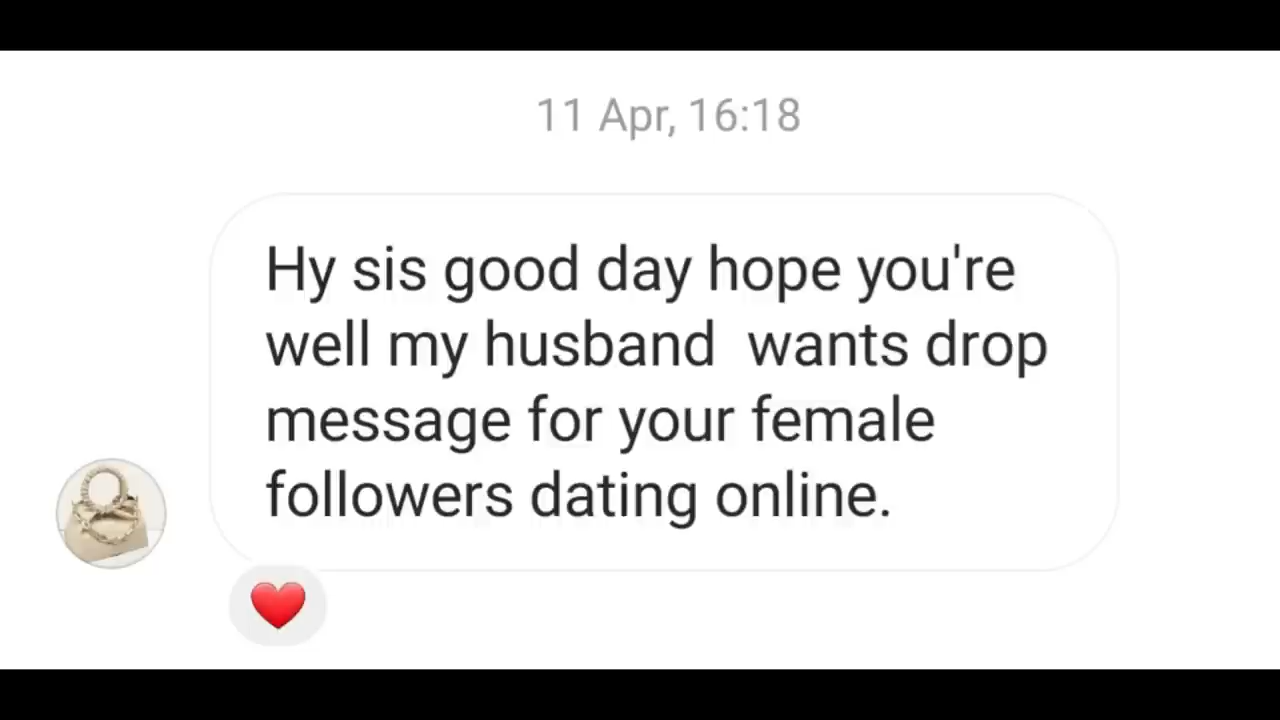 11 Apr, 16:18
Hy sis good day hope you're
well my husband  wants drop
message for your female
followers dating online.